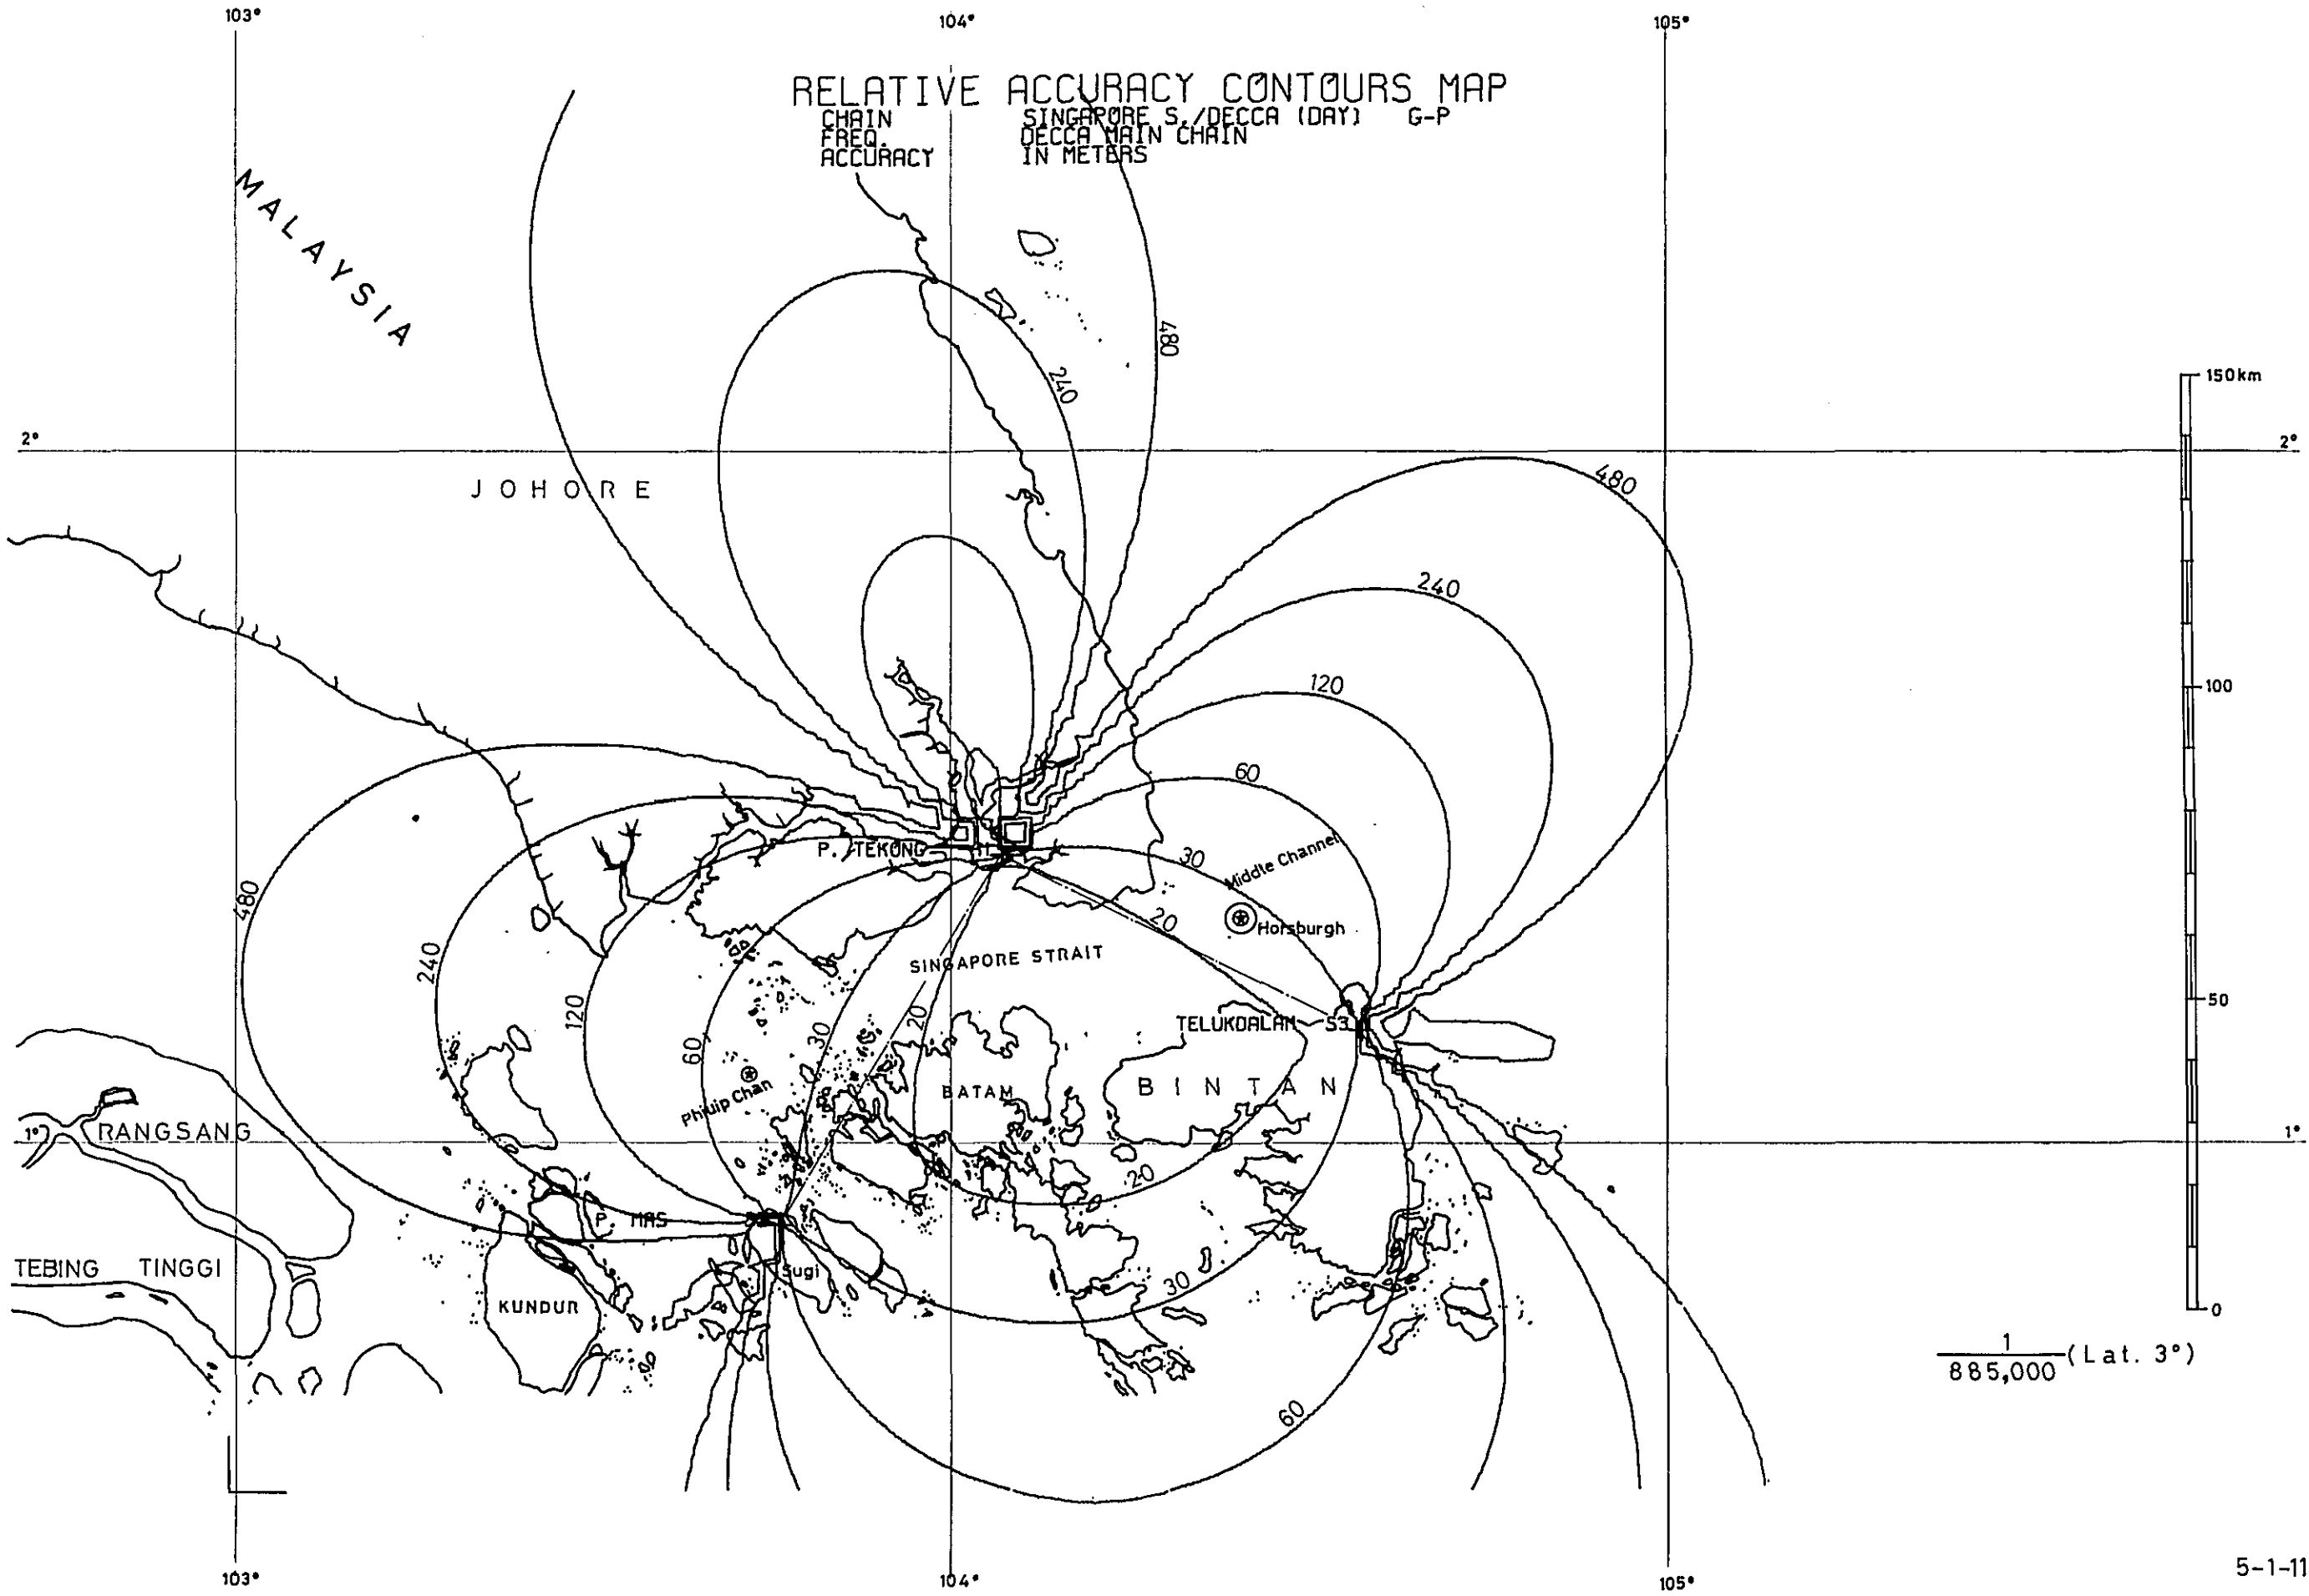 103°
104°
105°
RELATIVE ACCURACY CONTOURS MAP
CHAIN SINGAPORE S./DECCA (DAY) G-P
FREQ. DECCA MAIN CHAIN
ACCURACY IN METERS
MALAYSIA
480
240
150km
2°
2°
JOHORE
480
240
120
100
60
P. TEKONG
30
Middle Channel
480
20
Horsburgh
240
SINGAPORE STRAIT
120
50
20
TELUKDALAM S3
30
60
BATAM
BINTAN
Philip Chan
1°
RANGSANG
1°
20
P. MAS
TEBING TINGGI
Sugi
30
KUNDUR
0
1
885,000 (Lat. 3°)
60
103°
104°
105°
5-1-11